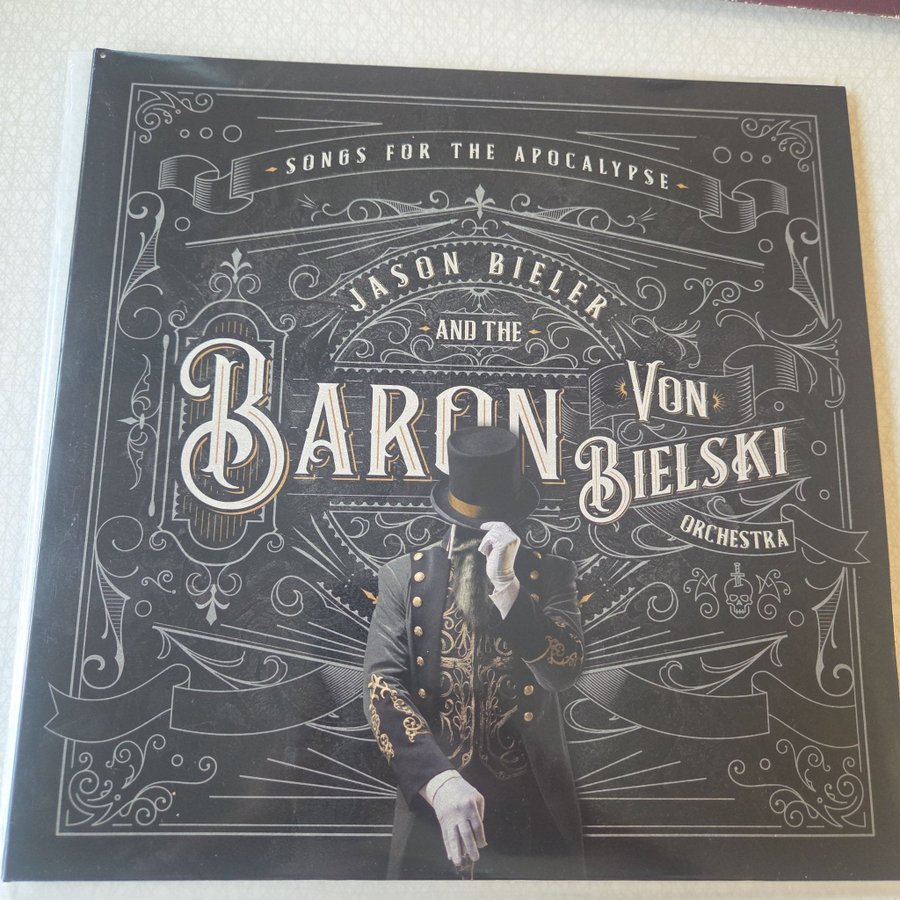 SONGS FOR THE APOCALYPSE
JASON BIELER
AND THE
BARON
VON
BIELSKI
ORCHESTRA